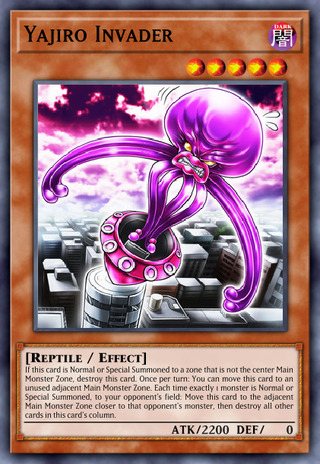 Yajiro Invader
DARK
闇
[Reptile / Effect]
If this card is Normal or Special Summoned to a zone that is not the center Main
Monster Zone, destroy this card. Once per turn: You can move this card to an
unused adjacent Main Monster Zone. Each time exactly 1 monster is Normal or
Special Summoned, to your opponent's field: Move this card to the adjacent
Main Monster Zone closer to that opponent's monster, then destroy all other
cards in this card's column.
ATK/2200 DEF/ 0